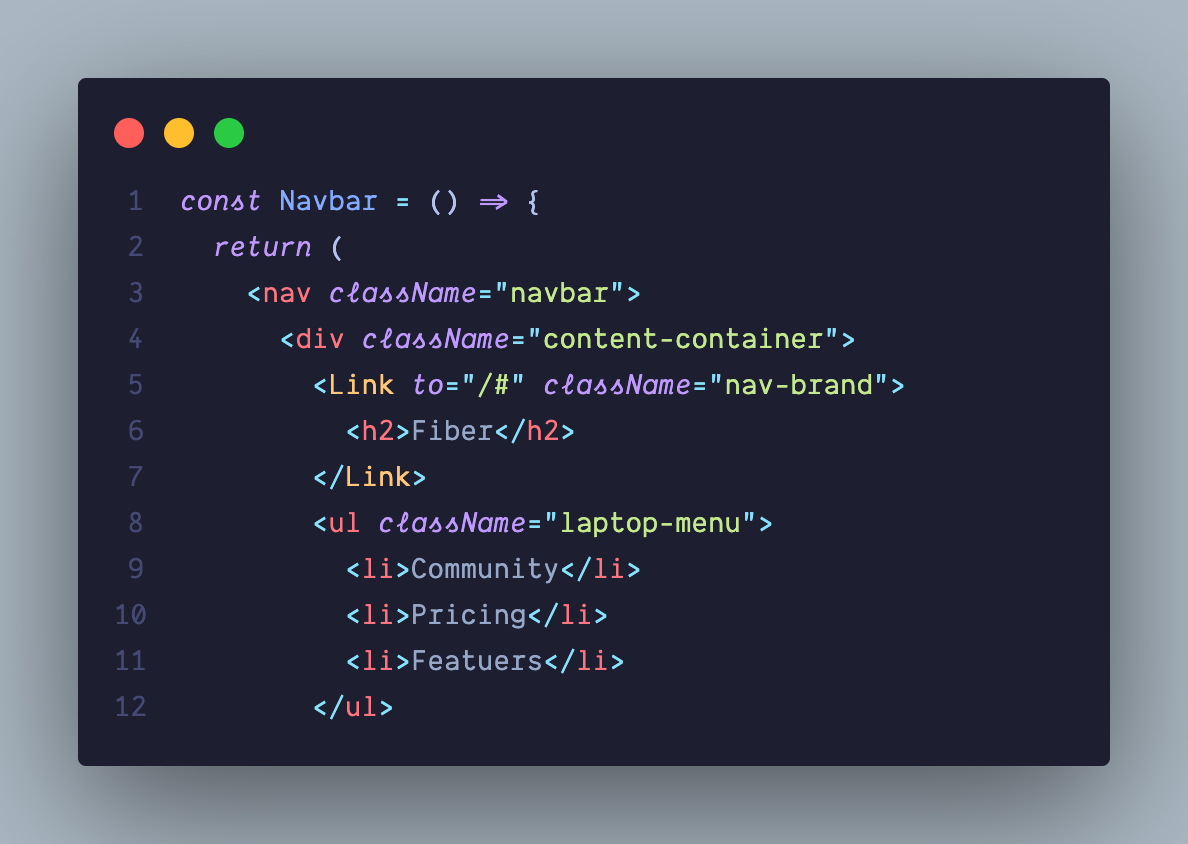 1 const Navbar = () => {
2 return (
3 <nav className="navbar">
4 <div className="content-container">
5 <Link to="/#" className="nav-brand">
6 <h2>Fiber</h2>
7 </Link>
8 <ul className="laptop-menu">
9 <li>Community</li>
10 <li>Pricing</li>
11 <li>Featuers</li>
12 </ul>